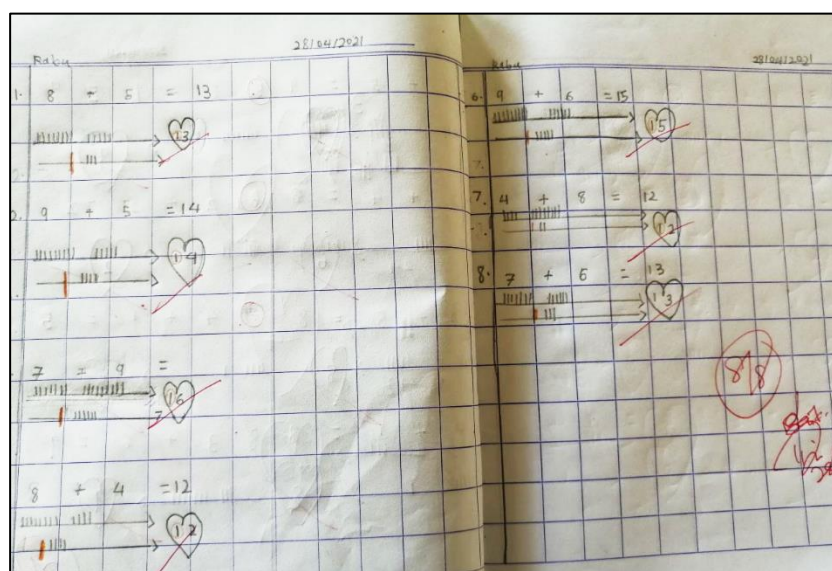 28/04/2021
Rabu
1. 8 + 5 = 13
13
2. 9 + 5 = 14
14
7 = 9 =
16
8 + 4 = 12
12
Rabu 28/04/2021
6. 9 + 6 = 15
15
7. 4 + 8 = 12
12
8. 7 + 6 = 13
13
8/8